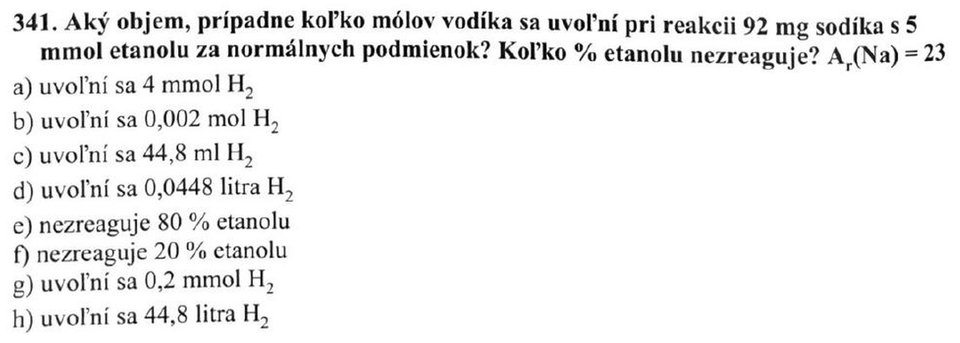 341. Aký objem, prípadne koľko mólov vodíka sa uvoľní pri reakcii 92 mg sodíka s 5
mmol etanolu za normálnych podmienok? Koľko % etanolu nezreaguje? Aᵣ(Na) = 23
a) uvoľní sa 4 mmol H₂
b) uvoľní sa 0,002 mol H₂
c) uvoľní sa 44,8 ml H₂
d) uvoľní sa 0,0448 litra H₂
e) nezreaguje 80 % etanolu
f) nezreaguje 20 % etanolu
g) uvoľní sa 0,2 mmol H₂
h) uvoľní sa 44,8 litra H₂